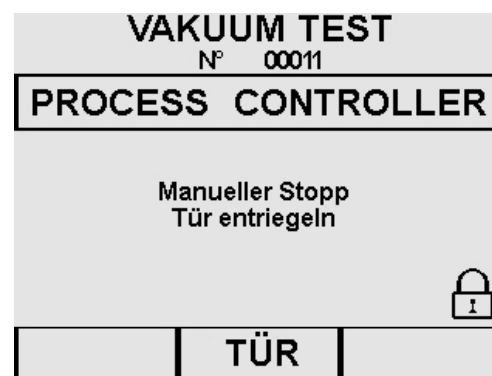 VAKUUM TEST
N° 00011
PROCESS CONTROLLER
Manueller Stopp
Tür entriegeln
TÜR